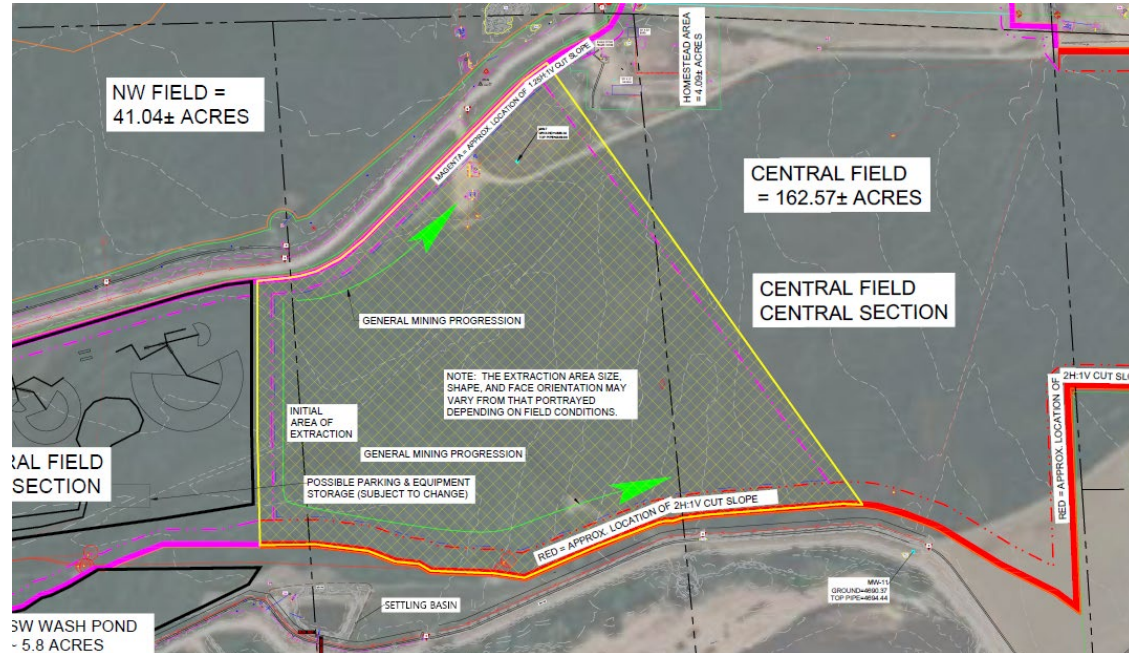 NW FIELD =
41.04± ACRES
MAGENTA = APPROX. LOCATION OF 1.25H:1V CUT SLOPE
HOMESTEAD AREA
= 4.09± ACRES
CENTRAL FIELD
= 162.57± ACRES
CENTRAL FIELD
CENTRAL SECTION
GENERAL MINING PROGRESSION
NOTE: THE EXTRACTION AREA SIZE,
SHAPE, AND FACE ORIENTATION MAY
VARY FROM THAT PORTRAYED
DEPENDING ON FIELD CONDITIONS.
INITIAL
AREA OF
EXTRACTION
GENERAL MINING PROGRESSION
RAL FIELD
SECTION
POSSIBLE PARKING & EQUIPMENT
STORAGE (SUBJECT TO CHANGE)
RED = APPROX. LOCATION OF 2H:1V CUT SLOPE
RED = APPROX. LOCATION OF
2H:1V CUT SLO
MW-11
GROUND=4690.37
TOP PIPE=4694.44
SETTLING BASIN
SW WASH POND
~ 5.8 ACRES